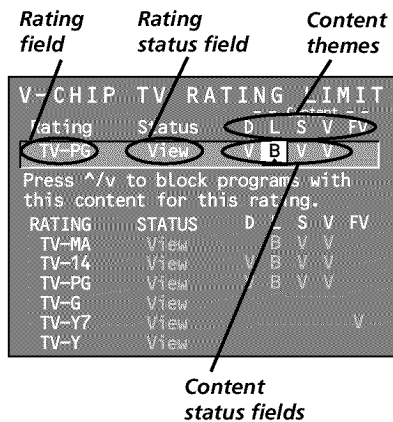 Rating field
Rating status field
Content themes
V-CHIP TV RATING LIMIT
- - Content - -
Rating Status D L S V FV
TV-PG View V B V V
Press ^/v to block programs with
this content for this rating.
RATING STATUS D L S V FV
TV-MA View B V V
TV-14 View V B V V
TV-PG View V B V V
TV-G View
TV-Y7 View V
TV-Y View
Content
status fields